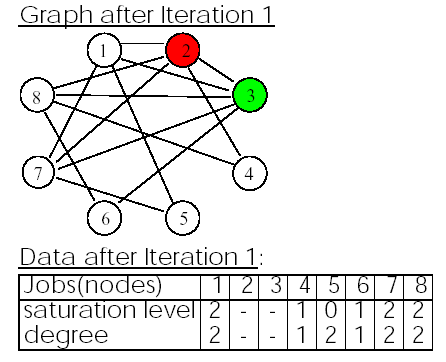 Graph after Iteration 1
1
2
8
3
7
4
6
5
Data after Iteration 1:
Jobs(nodes) 1 2 3 4 5 6 7 8
saturation level 2 - - 1 0 1 2 2
degree 2 - - 1 2 1 2 2